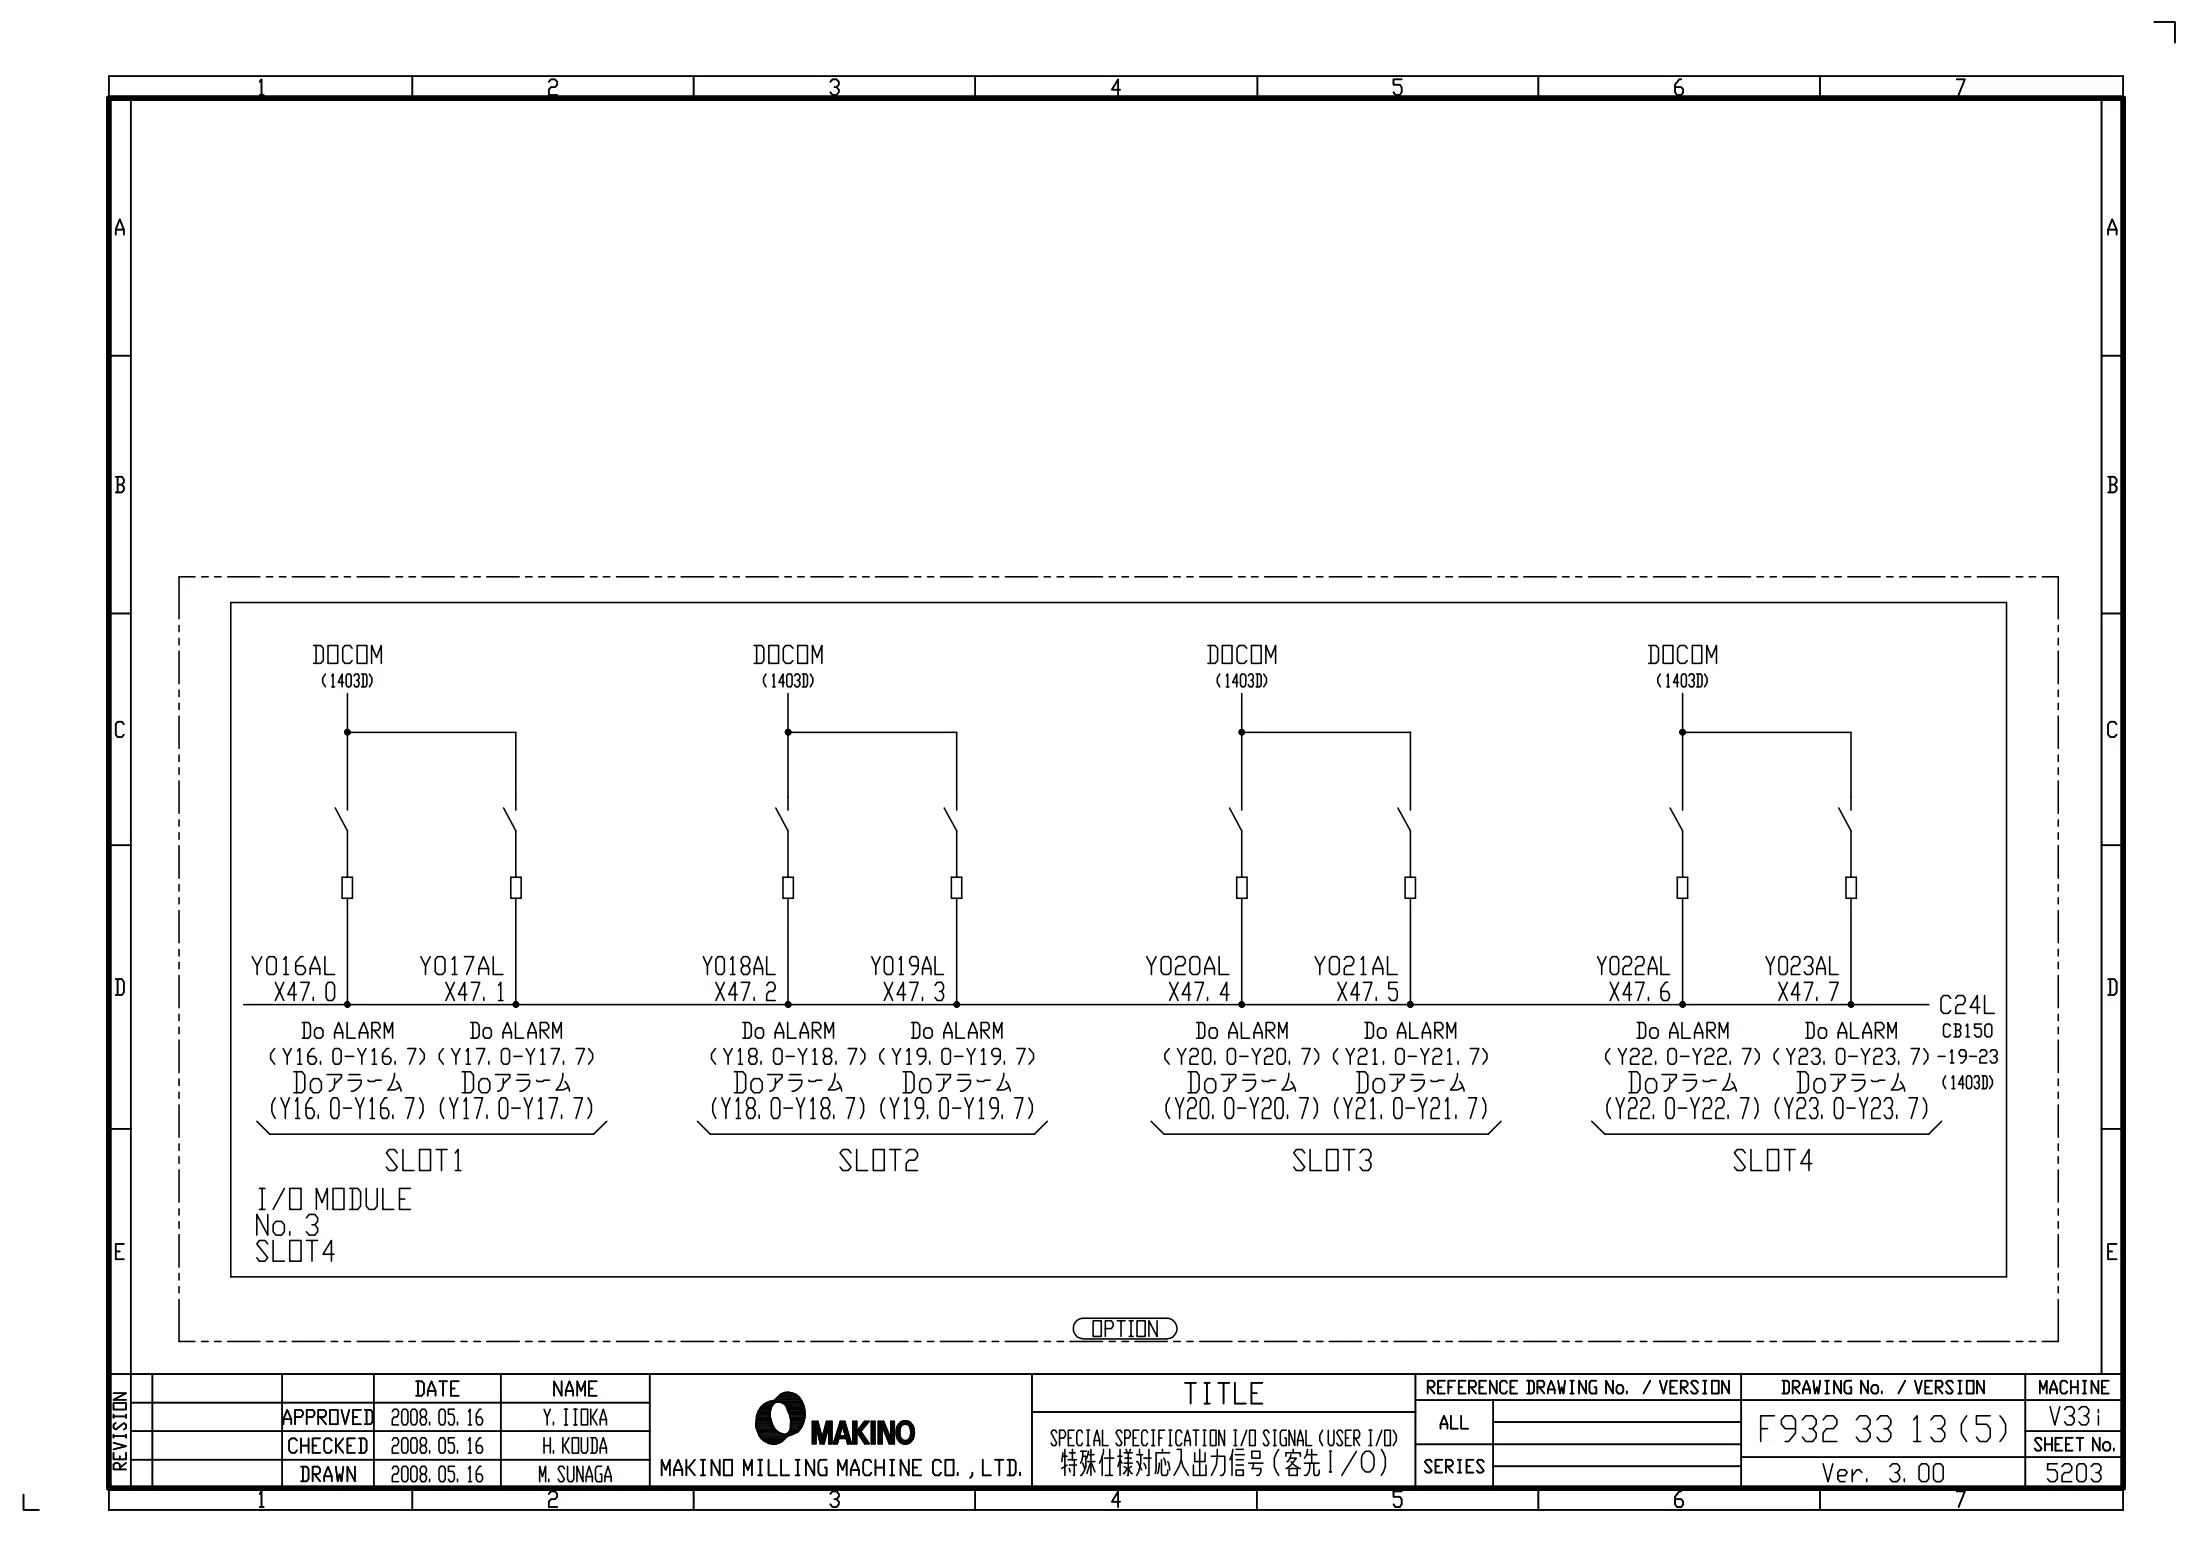 1 2 3 4 5 6 7
A A
B B
C C
D D
E E
DOCOM DOCOM DOCOM DOCOM
(1403D) (1403D) (1403D) (1403D)
Y016AL Y017AL Y018AL Y019AL Y020AL Y021AL Y022AL Y023AL
X47.0 X47.1 X47.2 X47.3 X47.4 X47.5 X47.6 X47.7
C24L
CB150
-19-23
(1403D)
Do ALARM Do ALARM Do ALARM Do ALARM Do ALARM Do ALARM Do ALARM Do ALARM
(Y16.0-Y16.7) (Y17.0-Y17.7) (Y18.0-Y18.7) (Y19.0-Y19.7) (Y20.0-Y20.7) (Y21.0-Y21.7) (Y22.0-Y22.7) (Y23.0-Y23.7)
Doアラーム Doアラーム Doアラーム Doアラーム Doアラーム Doアラーム Doアラーム Doアラーム
(Y16.0-Y16.7) (Y17.0-Y17.7) (Y18.0-Y18.7) (Y19.0-Y19.7) (Y20.0-Y20.7) (Y21.0-Y21.7) (Y22.0-Y22.7) (Y23.0-Y23.7)
SLOT1 SLOT2 SLOT3 SLOT4
I/O MODULE
No.3
SLOT4
OPTION
REVISION
DATE NAME
APPROVED 2008.05.16 Y.IIOKA
CHECKED 2008.05.16 H.KOUDA
DRAWN 2008.05.16 M.SUNAGA
MAKINO
MAKINO MILLING MACHINE CO.,LTD.
TITLE
SPECIAL SPECIFICATION I/O SIGNAL(USER I/O)
特殊仕様対応入出力信号(客先I/O)
REFERENCE DRAWING No. / VERSION
ALL
SERIES
DRAWING No. / VERSION
F932 33 13(5)
Ver. 3.00
MACHINE
V33i
SHEET No.
5203
1 2 3 4 5 6 7